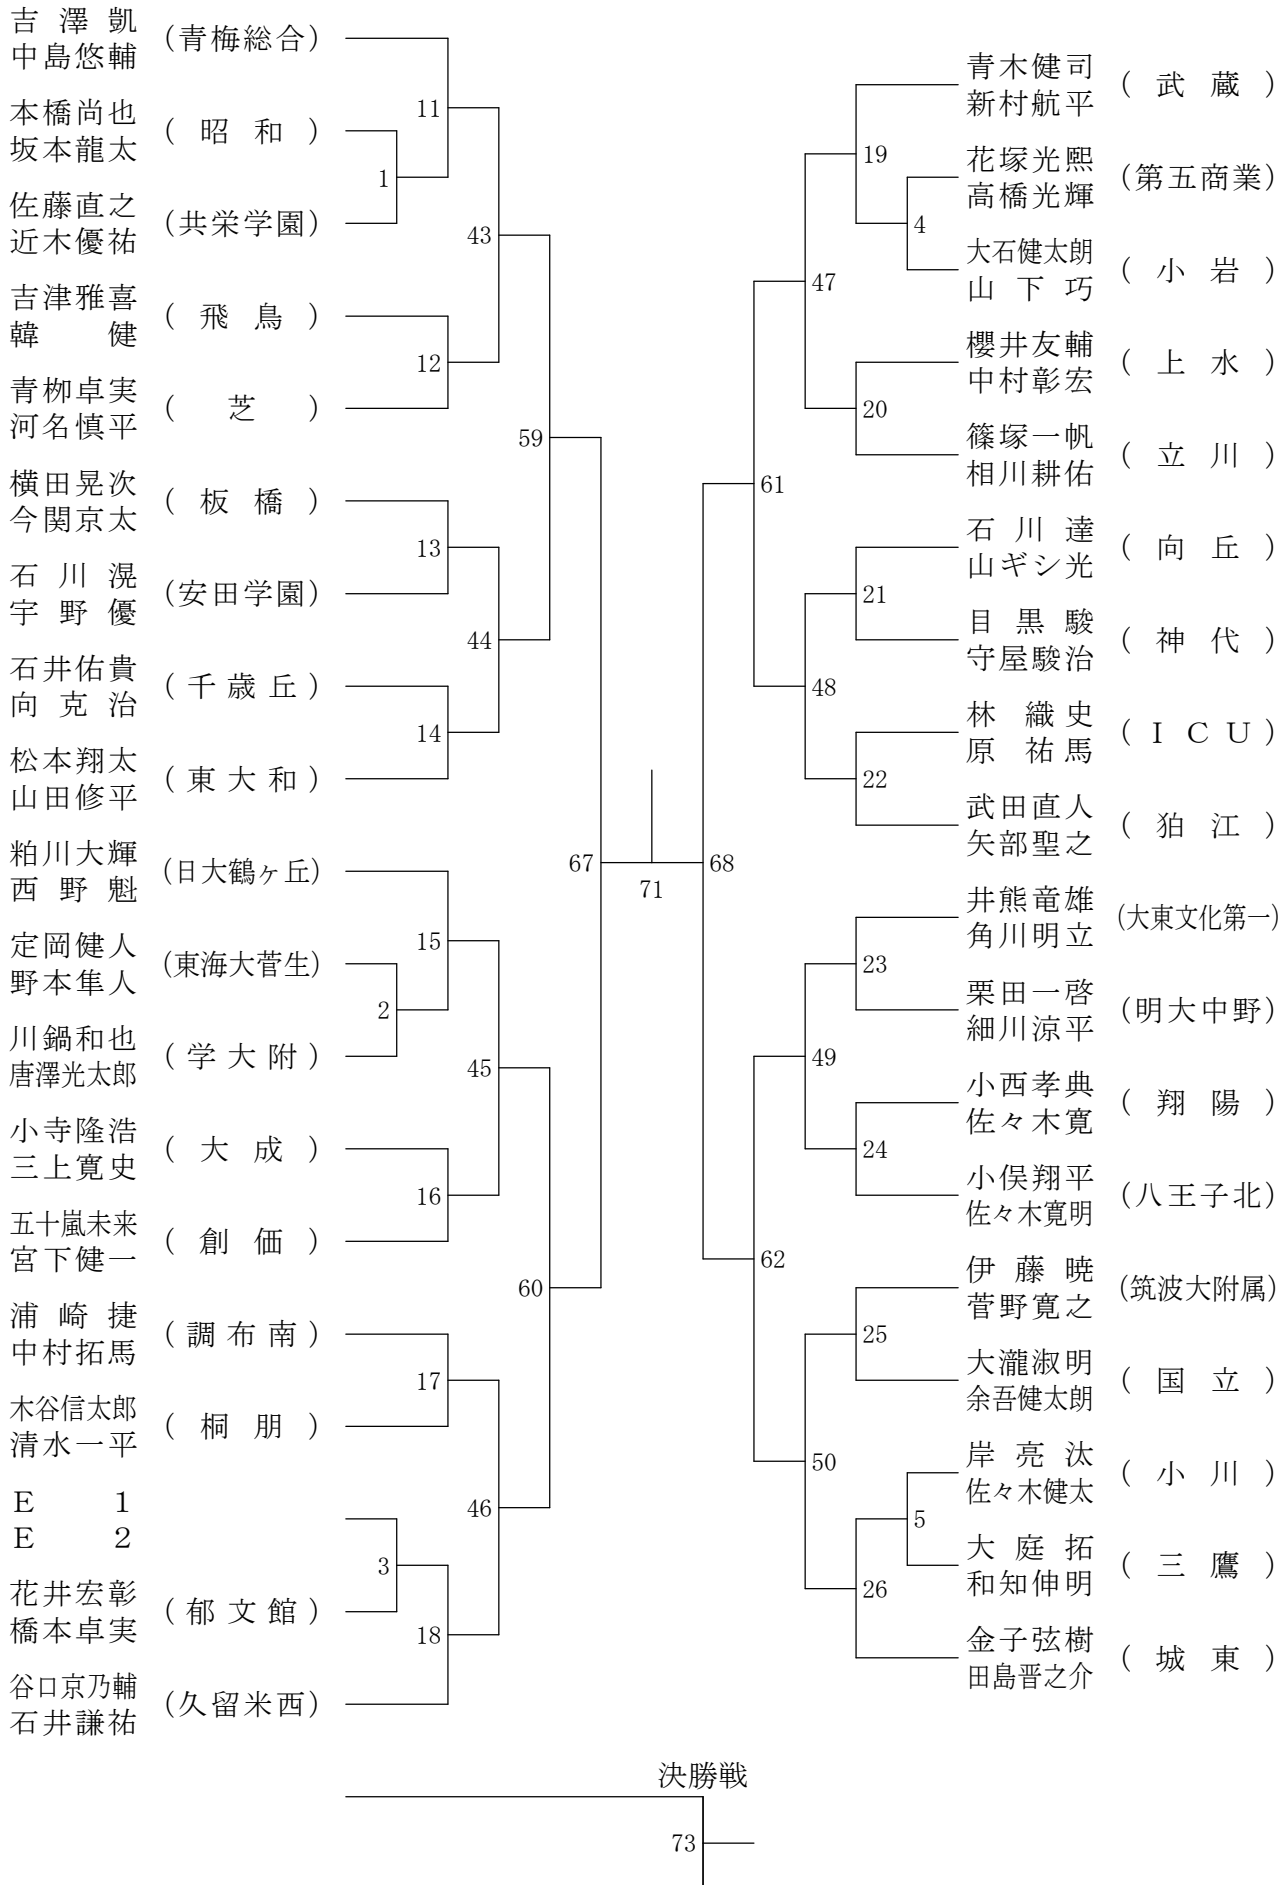 吉澤凱
中島悠輔
(青梅総合)
本橋尚也
坂本龍太
(昭和)
佐藤直之
近木優祐
(共栄学園)
吉津雅喜
韓健
(飛鳥)
青栁卓実
河名慎平
(芝)
横田晃次
今関京太
(板橋)
石川滉
宇野優
(安田学園)
石井佑貴
向克治
(千歳丘)
松本翔太
山田修平
(東大和)
粕川大輝
西野魁
(日大鶴ヶ丘)
定岡健人
野本隼人
(東海大菅生)
川鍋和也
唐澤光太郎
(学大附)
小寺隆浩
三上寛史
(大成)
五十嵐未来
宮下健一
(創価)
浦崎捷
中村拓馬
(調布南)
木谷信太郎
清水一平
(桐朋)
E 1
E 2
花井宏彰
橋本卓実
(郁文館)
谷口京乃輔
石井謙祐
(久留米西)
1
2
3
11
12
13
14
15
16
17
18
43
44
45
46
59
60
67
71
68
61
62
47
48
49
50
19
20
21
22
23
24
25
26
4
5
青木健司
新村航平
(武蔵)
花塚光熙
高橋光輝
(第五商業)
大石健太朗
山下巧
(小岩)
櫻井友輔
中村彰宏
(上水)
篠塚一帆
相川耕佑
(立川)
石川達
山ギシ光
(向丘)
目黒駿
守屋駿治
(神代)
林織史
原祐馬
(ICU)
武田直人
矢部聖之
(狛江)
井熊竜雄
角川明立
(大東文化第一)
栗田一啓
細川涼平
(明大中野)
小西孝典
佐々木寛
(翔陽)
小俣翔平
佐々木寛明
(八王子北)
伊藤暁
菅野寛之
(筑波大附属)
大瀧淑明
余吾健太朗
(国立)
岸亮汰
佐々木健太
(小川)
大庭拓
和知伸明
(三鷹)
金子弦樹
田島晋之介
(城東)
決勝戦
73